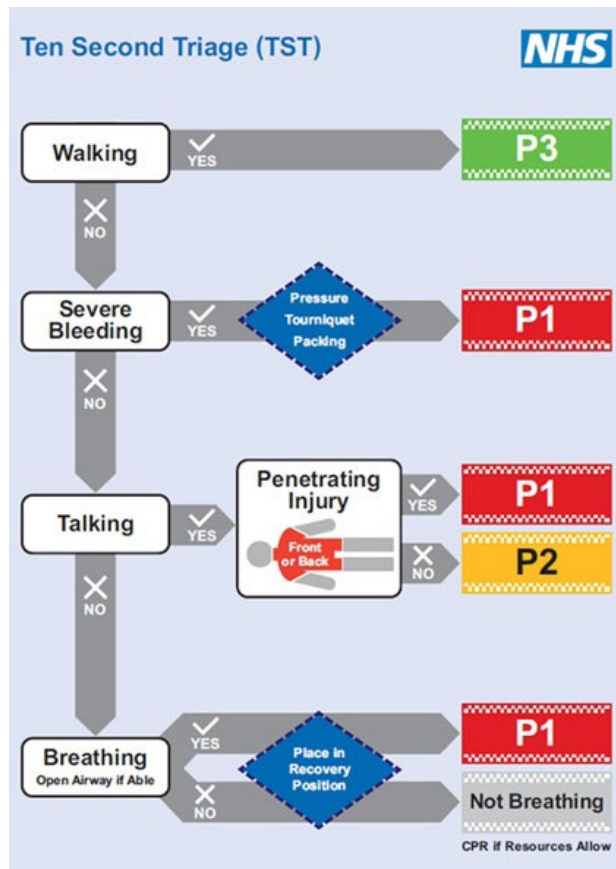 Ten Second Triage (TST)
NHS
Walking
YES
P3
NO
Severe
Bleeding
YES
Pressure
Tourniquet
Packing
P1
NO
Talking
YES
Penetrating
Injury
Front
or Back
YES
P1
NO
P2
NO
Breathing
Open Airway if Able
YES
Place in
Recovery
Position
P1
NO
Not Breathing
CPR if Resources Allow